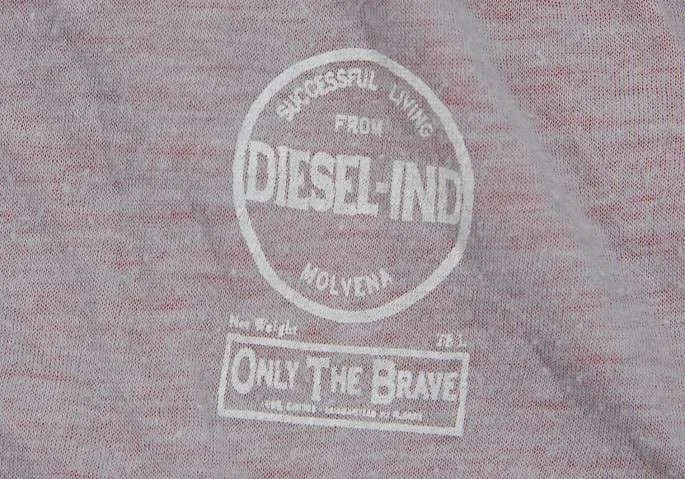 SUCCESSFUL LIVING
FROM
DIESEL-IND
MOLVENA
Net Weight
ONLY THE BRAVE